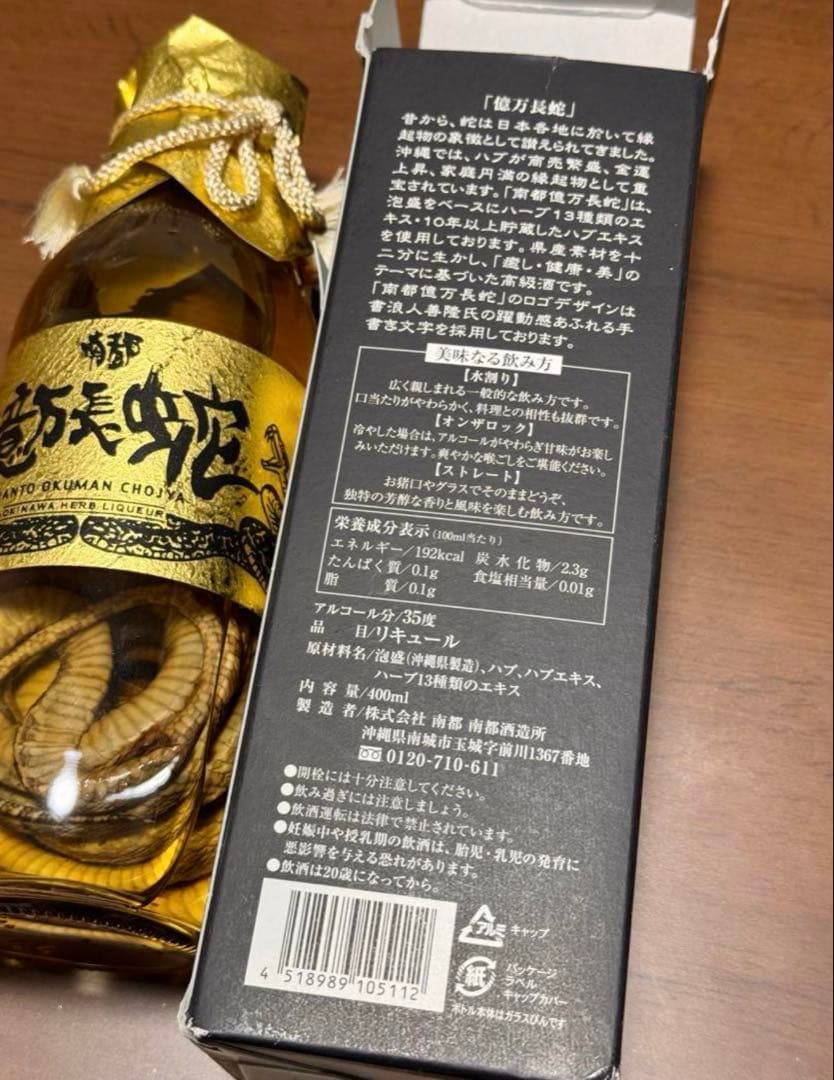 南都
億万長蛇
NANTO OKUMAN CHOJYA
OKINAWA HERB LIQUEUR
「億万長蛇」
昔から、蛇は日本各地に於いて縁
起物の象徴として讃えられてきました。
沖縄では、ハブが商売繁盛、金運
上昇、家庭円満の縁起物として重
宝されています。「南都億万長蛇」は、
泡盛をベースにハーブ13種類のエ
キス・10年以上貯蔵したハブエキス
を使用しております。県産素材を十
二分に生かし、「癒し・健康・美」の
テーマに基づいた高級酒です。
「南都億万長蛇」のロゴデザインは
書浪人善隆氏の躍動感あふれる手
書き文字を採用しております。
美味なる飲み方
【水割り】
広く親しまれる一般的な飲み方です。
口当たりがやわらかく、料理との相性も抜群です。
【オンザロック】
冷やした場合は、アルコールがやわらぎ甘味がお楽し
みいただけます。爽やかな喉ごしをご堪能ください。
【ストレート】
お猪口やグラスでそのままどうぞ、
独特の芳醇な香りと風味を楽しむ飲み方です。
栄養成分表示(100ml当たり)
エネルギー/192kcal 炭水化物/2.3g
たんぱく質/0.1g 食塩相当量/0.01g
脂質/0.1g
アルコール分/35度
品目/リキュール
原材料名/泡盛(沖縄県製造)、ハブ、ハブエキス、
ハーブ13種類のエキス
内容量/400ml
製造者/株式会社 南都 南都酒造所
沖縄県南城市玉城字前川1367番地
0120-710-611
●開栓には十分注意してください。
●飲み過ぎには注意しましょう。
●飲酒運転は法律で禁止されています。
●妊娠中や授乳期の飲酒は、胎児・乳児の発育に
悪影響を与える恐れがあります。
●飲酒は20歳になってから。
4 518989 105112
アルミ キャップ
紙 パッケージ
ラベル
キャップカバー
ボトル本体はガラスびんです